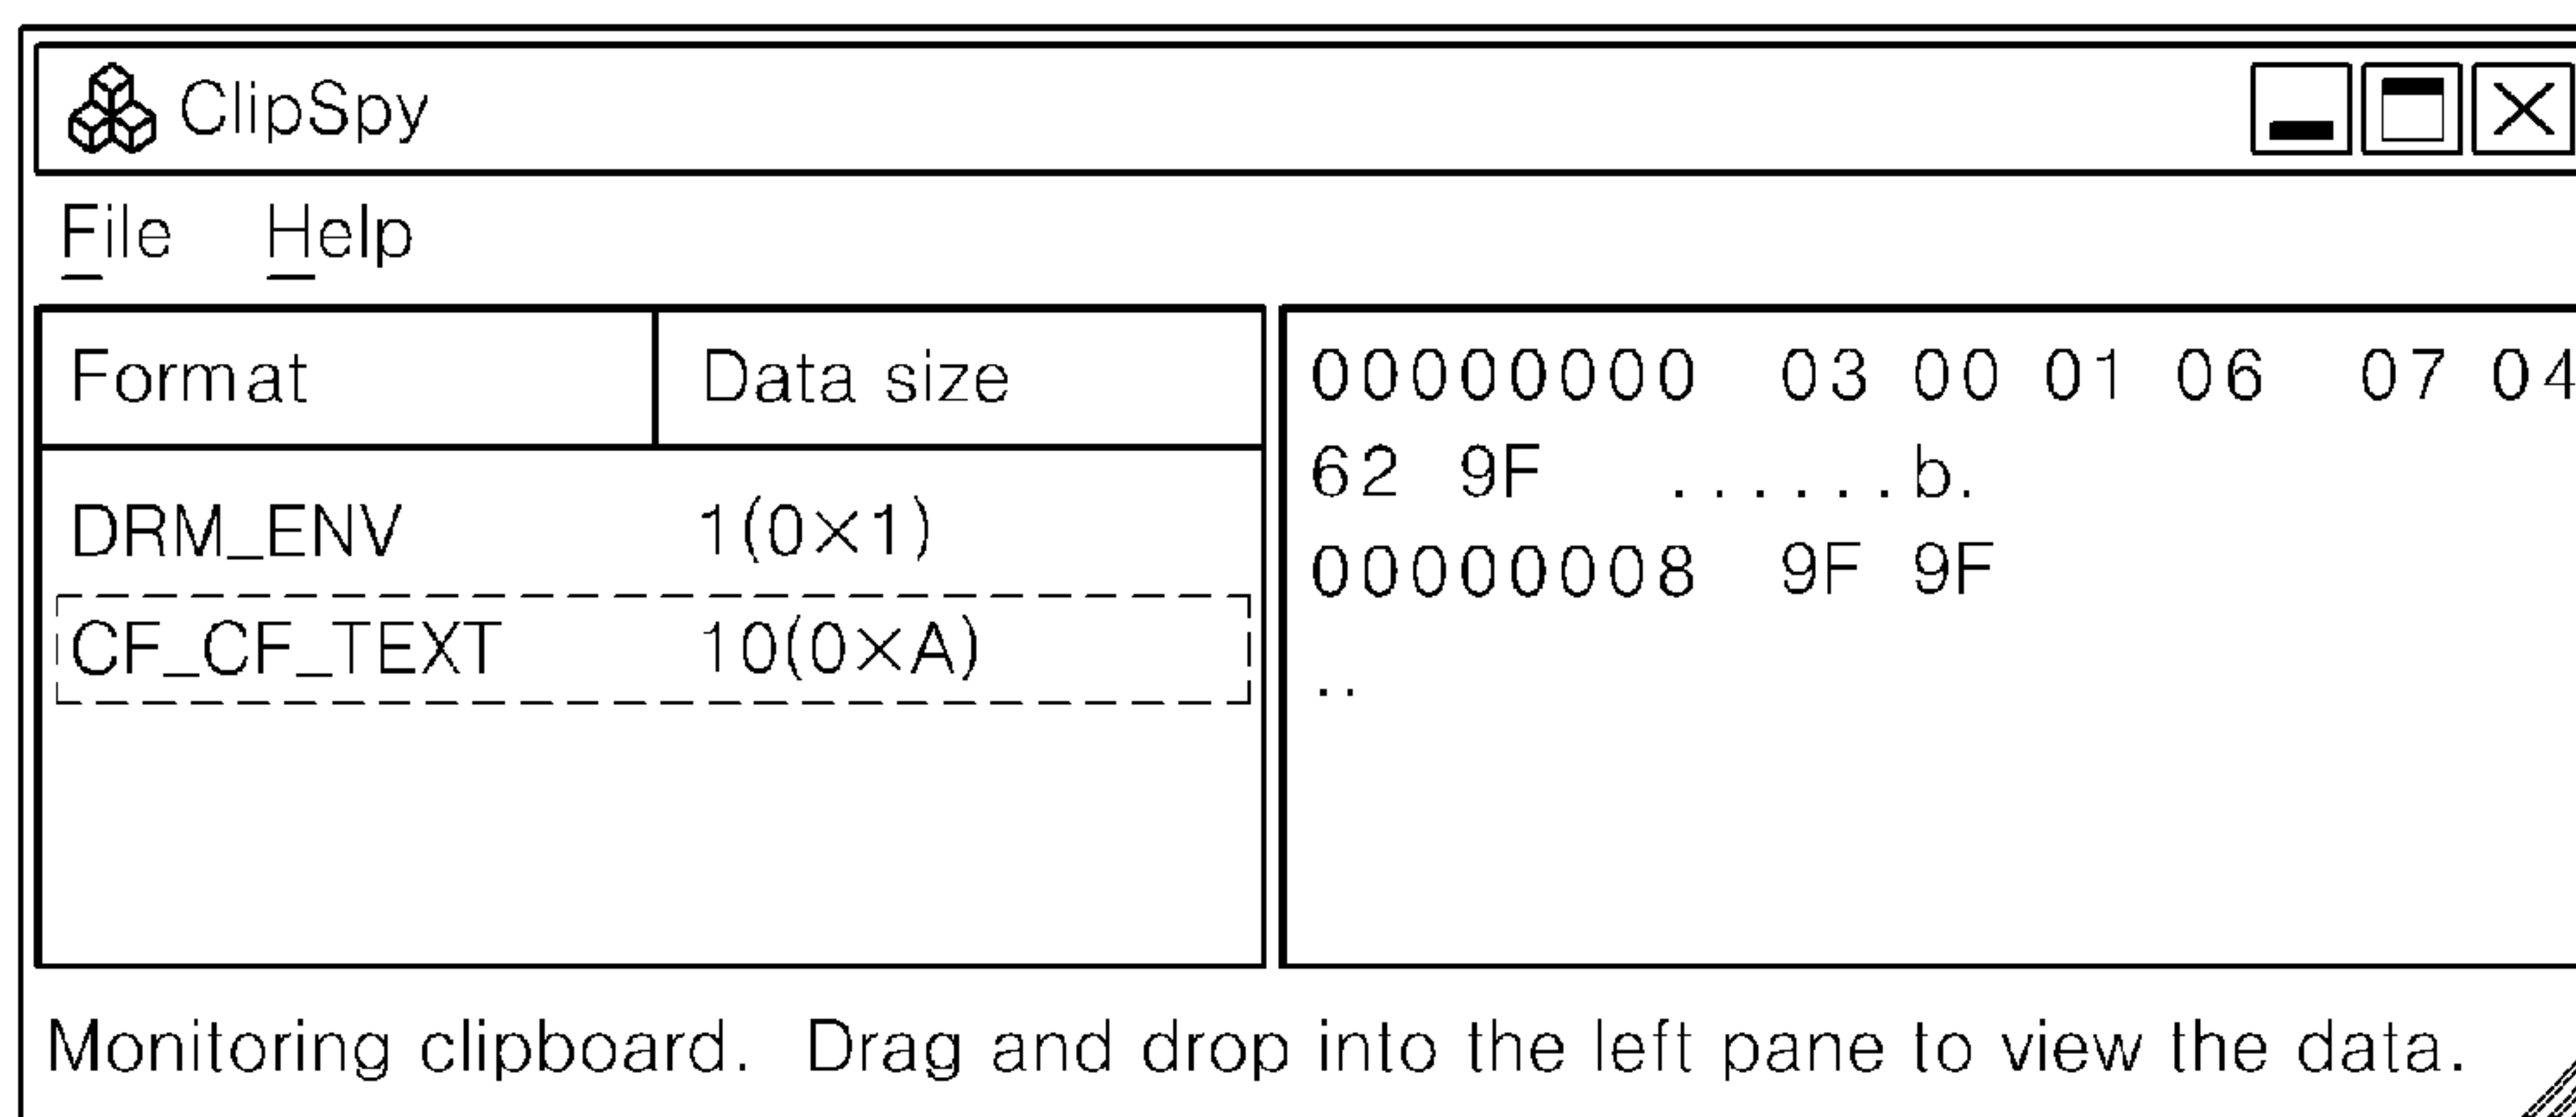 ClipSpy
File Help
Format Data size
DRM_ENV 1(0×1)
CF_CF_TEXT 10(0×A)
00000000 03 00 01 06 07 04
62 9F ......b.
00000008 9F 9F
..
Monitoring clipboard. Drag and drop into the left pane to view the data.